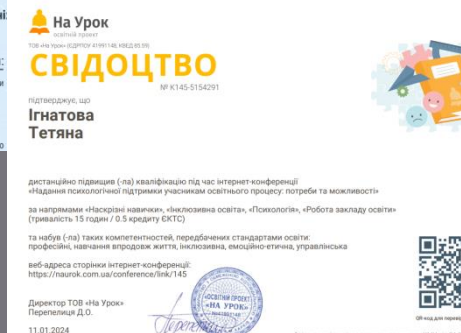 На Урок
освітній проєкт
ТОВ «На Урок» (ЄДРПОУ 41991148, КВЕД 85.59)
СВІДОЦТВО
№ K145-5154291
підтверджує, що
Ігнатова
Тетяна
дистанційно підвищив (-ла) кваліфікацію під час інтернет-конференції
«Надання психологічної підтримки учасникам освітнього процесу: потреби та можливості»
за напрямами «Наскрізні навички», «Інклюзивна освіта», «Психологія», «Робота закладу освіти»
(тривалість 15 годин / 0.5 кредиту ЄКТС)
та набув (-ла) таких компетентностей, передбачених стандартами освіти:
професійні, навчання впродовж життя, інклюзивна, емоційно-етична, управлінська
веб-адреса сторінки інтернет-конференції:
https://naurok.com.ua/conference/link/145
Директор ТОВ «На Урок»
Перепелиця Д.О.
11.01.2024
«ОСВІТНІЙ ПРОЕКТ
«НА УРОК»
QR-код для